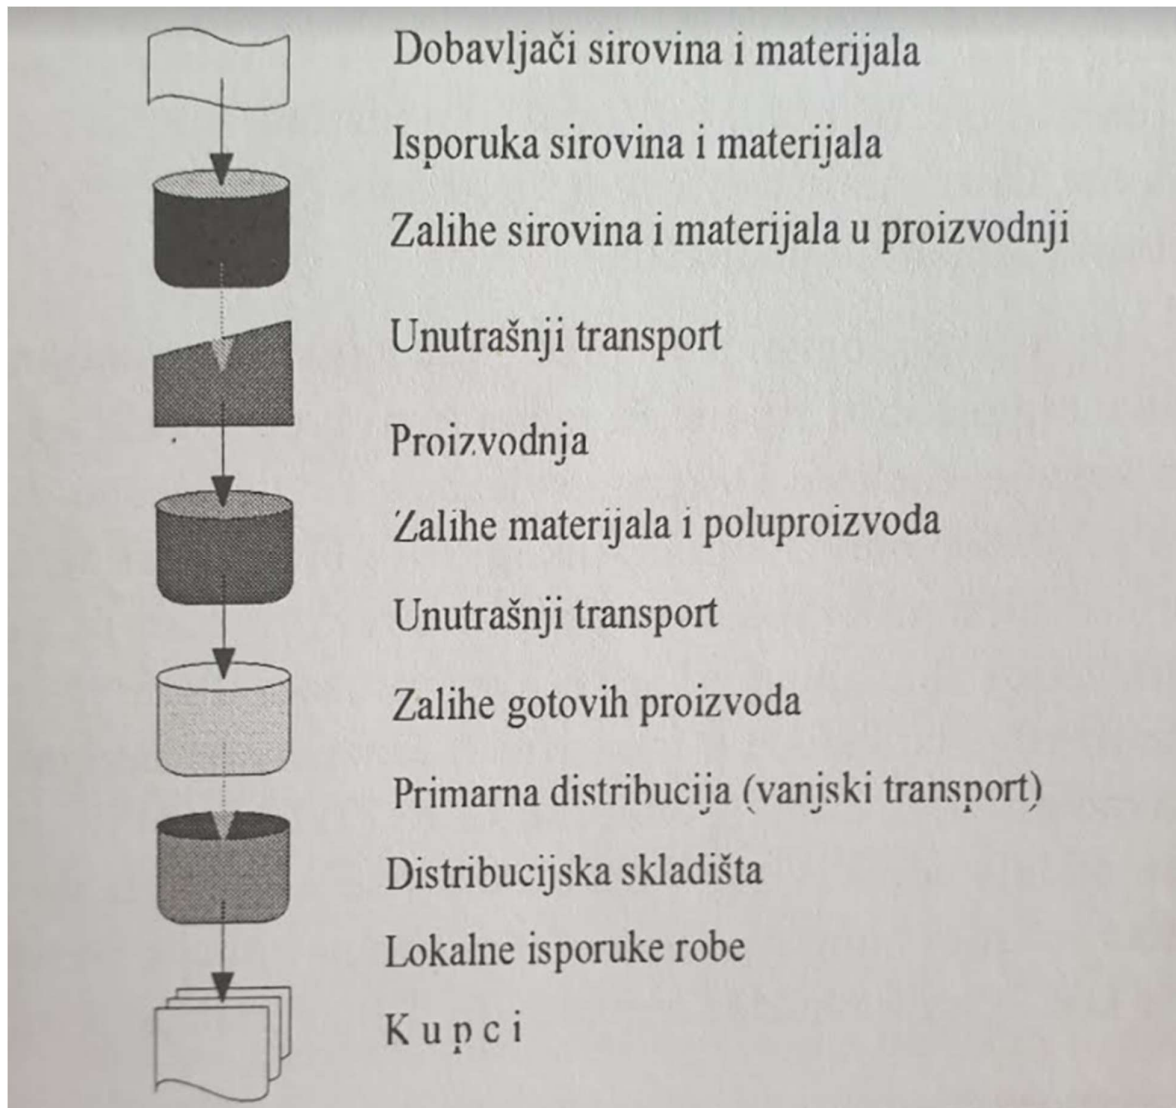 Dobavljači sirovina i materijala
Isporuka sirovina i materijala
Zalihe sirovina i materijala u proizvodnji
Unutrašnji transport
Proizvodnja
Zalihe materijala i poluproizvoda
Unutrašnji transport
Zalihe gotovih proizvoda
Primarna distribucija (vanjski transport)
Distribucijska skladišta
Lokalne isporuke robe
K u p c i